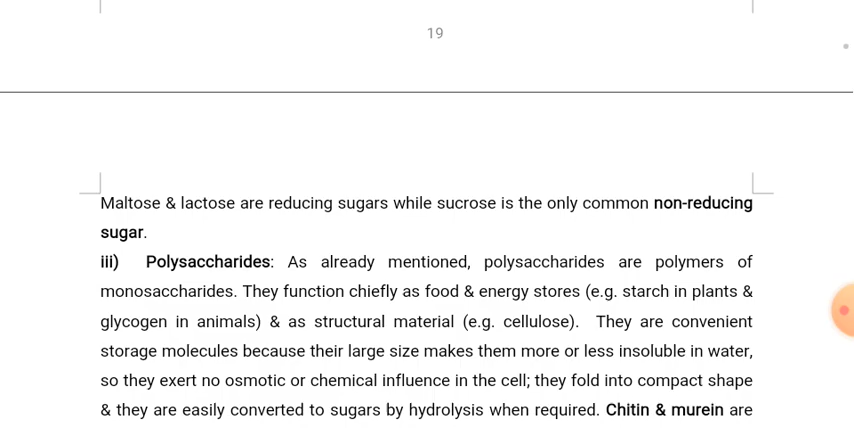 19
Maltose & lactose are reducing sugars while sucrose is the only common non-reducing
sugar.
iii) Polysaccharides: As already mentioned, polysaccharides are polymers of
monosaccharides. They function chiefly as food & energy stores (e.g. starch in plants &
glycogen in animals) & as structural material (e.g. cellulose). They are convenient
storage molecules because their large size makes them more or less insoluble in water,
so they exert no osmotic or chemical influence in the cell; they fold into compact shape
& they are easily converted to sugars by hydrolysis when required. Chitin & murein are